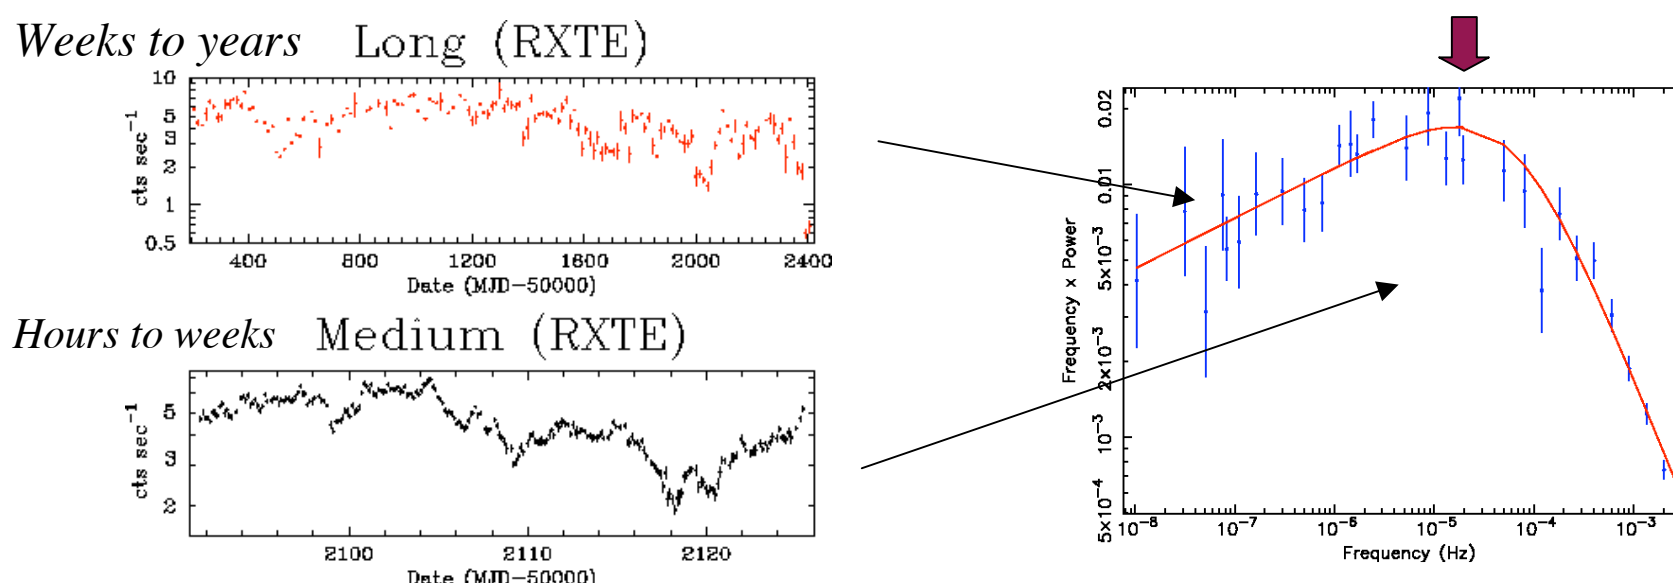 Weeks to years Long (RXTE)
10
5
3
2
1
0.5
cts sec⁻¹
400 800 1200 1600 2000 2400
Date (MJD−50000)
Hours to weeks Medium (RXTE)
5
3
2
cts sec⁻¹
2100 2110 2120
Date (MJD−50000)
0.02
0.01
5×10⁻³
2×10⁻³
10⁻³
5×10⁻⁴
Frequency x Power
10⁻⁸ 10⁻⁷ 10⁻⁶ 10⁻⁵ 10⁻⁴ 10⁻³
Frequency (Hz)